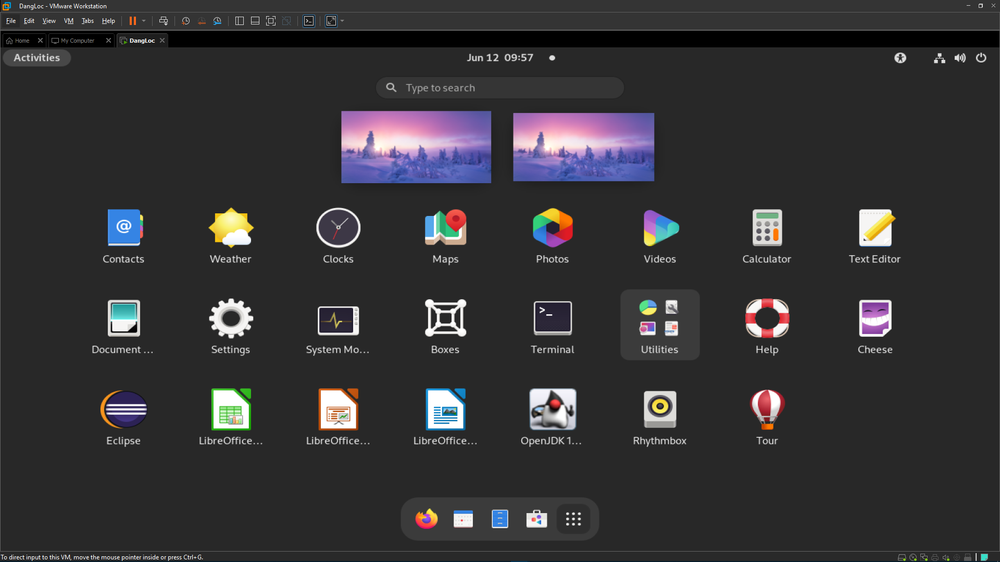 DangLoc - VMware Workstation
File Edit View VM Tabs Help
Home My Computer DangLoc
Activities
Jun 12 09:57
Type to search
Contacts Weather Clocks Maps Photos Videos Calculator Text Editor
Document ... Settings System Mo... Boxes Terminal Utilities Help Cheese
Eclipse LibreOffice... LibreOffice... LibreOffice... OpenJDK 1... Rhythmbox Tour
To direct input to this VM, move the mouse pointer inside or press Ctrl+G.